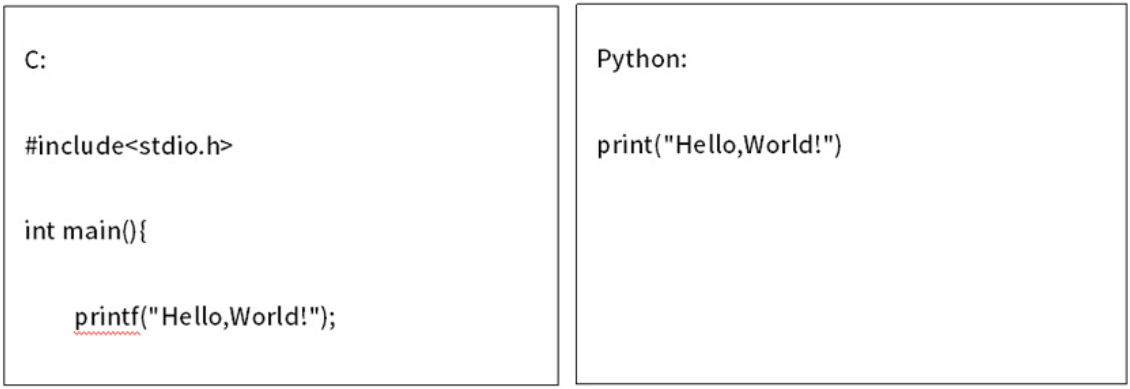 C:
#include<stdio.h>
int main(){
printf("Hello,World!");
Python:
print("Hello,World!")